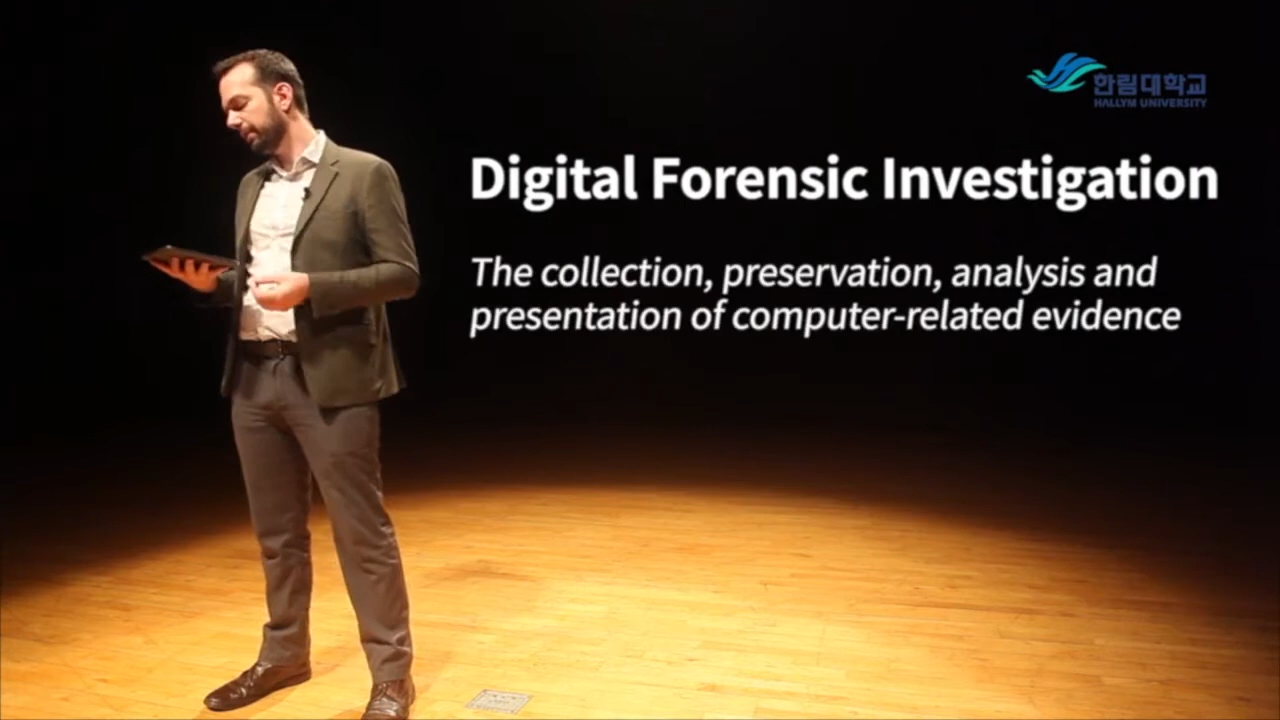 한림대학교
HALLYM UNIVERSITY
Digital Forensic Investigation
The collection, preservation, analysis and
presentation of computer-related evidence